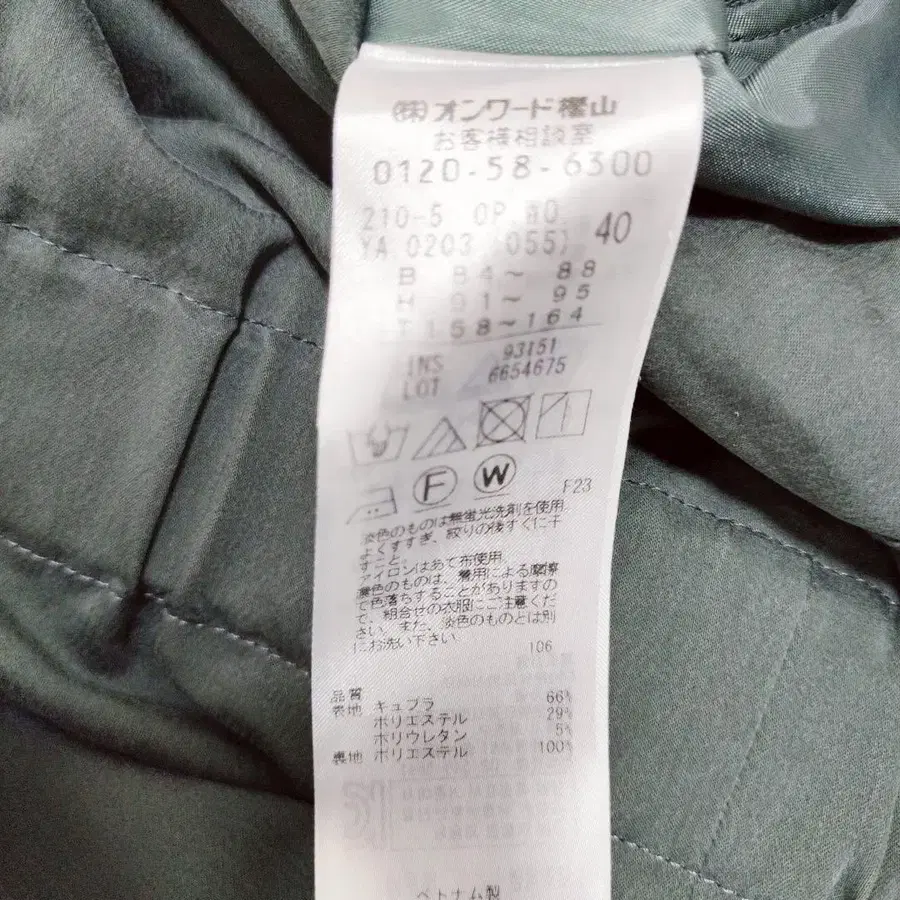 ㈱オンワード樫山
お客様相談室
0120-58-6300
210-5 OP.
YA.0203 (055) 40
B 84～ 88
H 91～ 95
T 158～164
INS 93151
LOT 6654675
F W
F23
淡色のものは無蛍光洗剤を使用
よくすすぎ、絞りの後すぐに干
すこと。
アイロンはあて布使用。
濃色のものは、着用による摩擦
で色落ちすることがありますの
で、組合せの衣服にご注意くだ
さい。また、淡色のものとは別
にお洗い下さい
106
品質
表地 キュプラ 66%
ポリエステル 29%
ポリウレタン 5%
裏地 ポリエステル 100%
ベトナム製